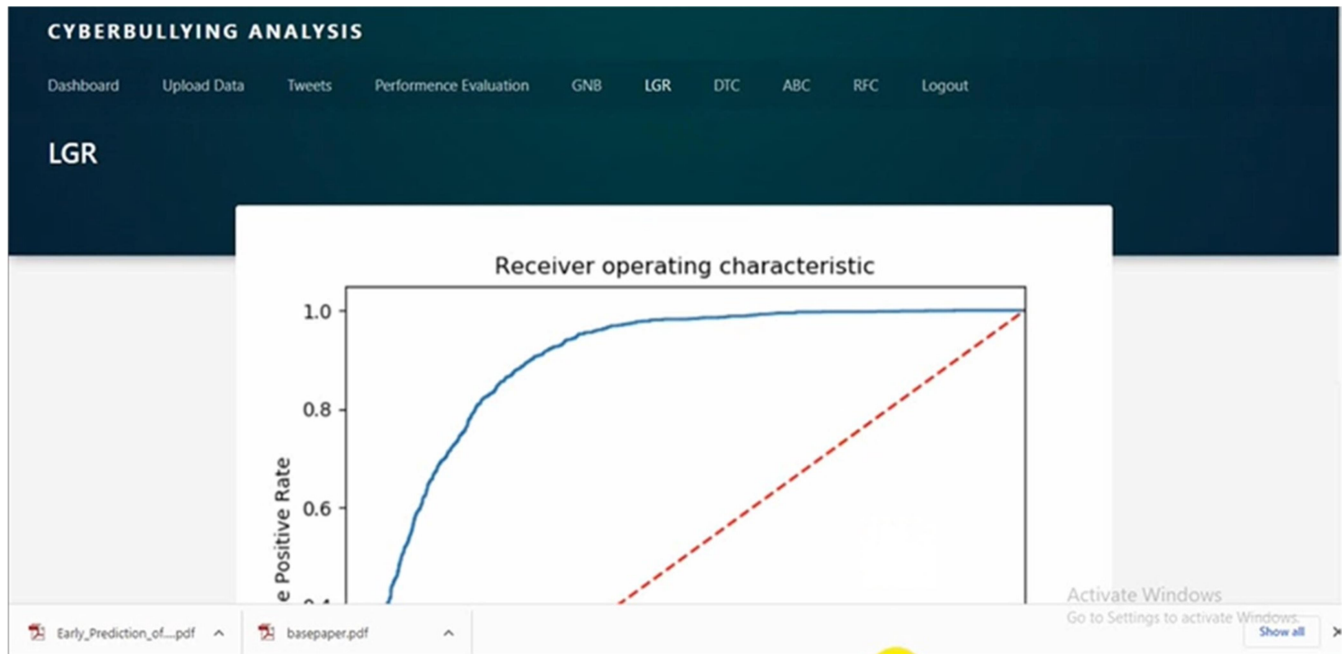 CYBERBULLYING ANALYSIS
Dashboard Upload Data Tweets Performence Evaluation GNB LGR DTC ABC RFC Logout
LGR
Receiver operating characteristic
1.0
0.8
0.6
0.4
e Positive Rate
Activate Windows
Go to Settings to activate Windows.
Early_Prediction_of....pdf basepaper.pdf Show all